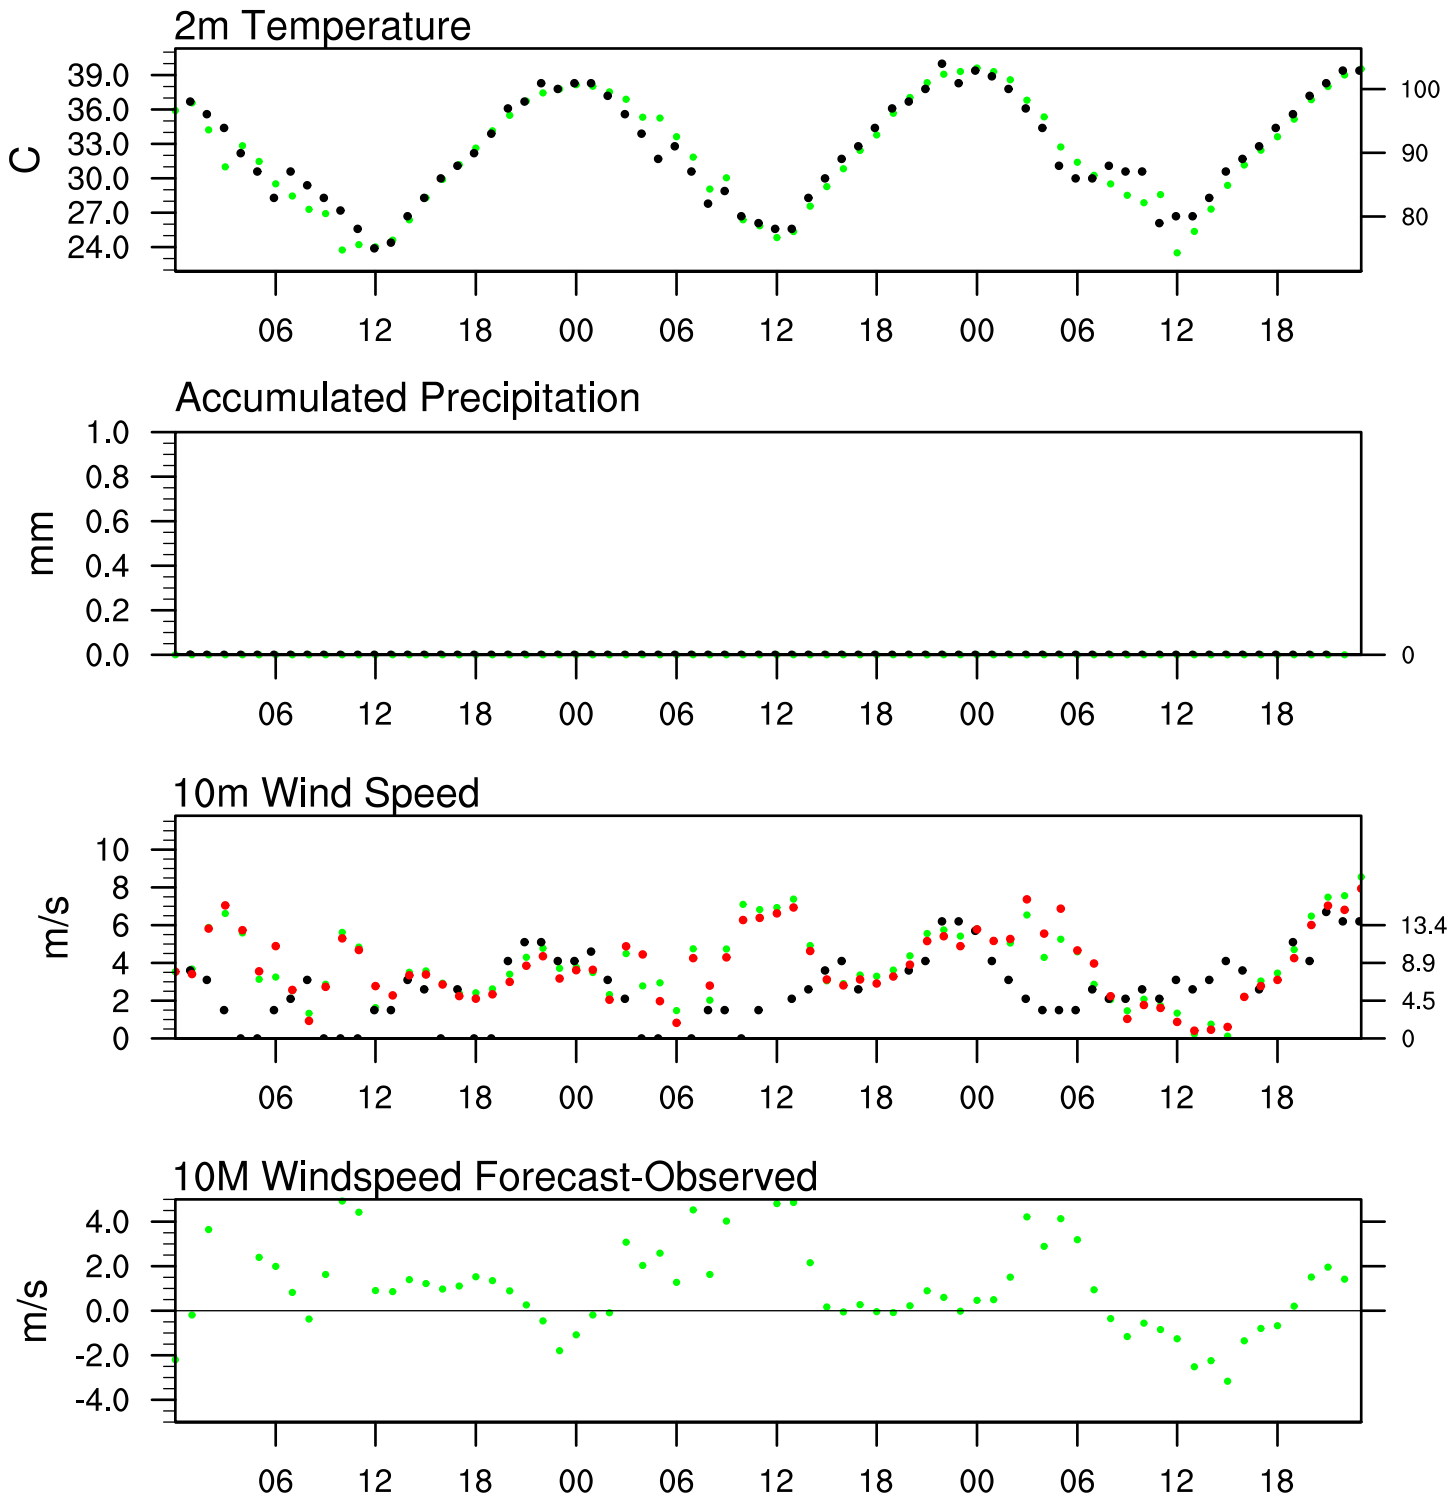 2m Temperature
39.0
36.0
33.0
30.0
27.0
24.0
C
100
90
80
06 12 18 00 06 12 18 00 06 12 18
Accumulated Precipitation
1.0
0.8
0.6
0.4
0.2
0.0
mm
0
06 12 18 00 06 12 18 00 06 12 18
10m Wind Speed
10
8
6
4
2
0
m/s
13.4
8.9
4.5
0
06 12 18 00 06 12 18 00 06 12 18
10M Windspeed Forecast-Observed
4.0
2.0
0.0
-2.0
-4.0
m/s
06 12 18 00 06 12 18 00 06 12 18